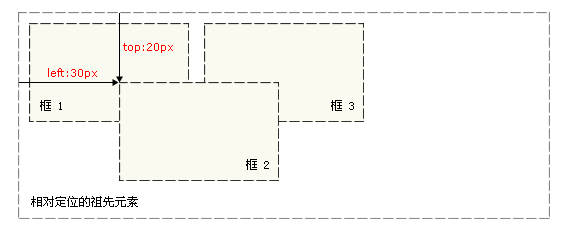 top:20px
left:30px
框 1
框 3
框 2
相对定位的祖先元素